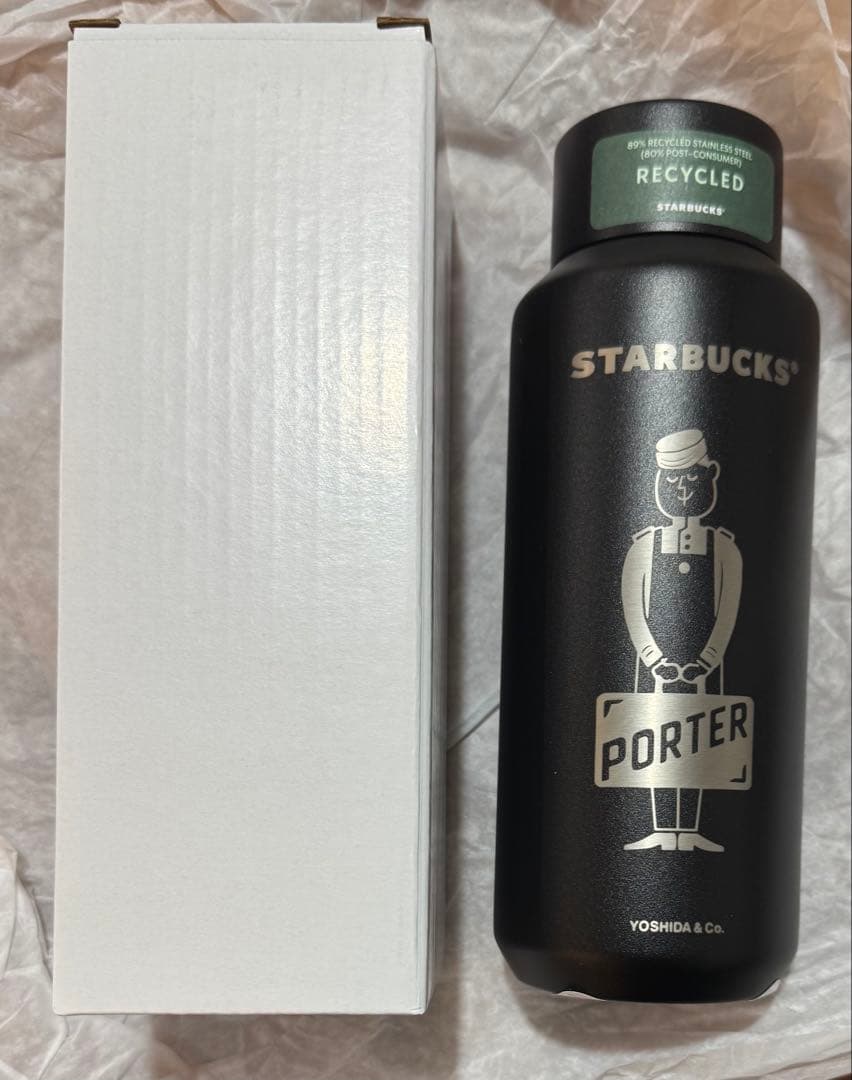 89% RECYCLED STAINLESS STEEL
(80% POST-CONSUMER)
RECYCLED
STARBUCKS®
STARBUCKS®
PORTER
YOSHIDA & Co.